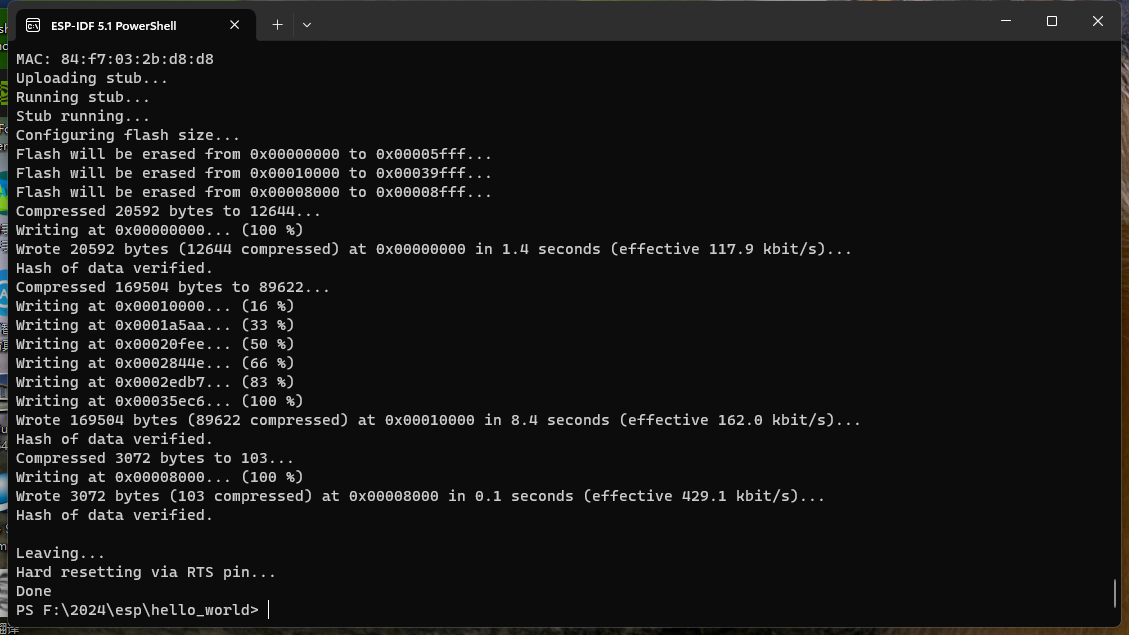 ESP-IDF 5.1 PowerShell
MAC: 84:f7:03:2b:d8:d8
Uploading stub...
Running stub...
Stub running...
Configuring flash size...
Flash will be erased from 0x00000000 to 0x00005fff...
Flash will be erased from 0x00010000 to 0x00039fff...
Flash will be erased from 0x00008000 to 0x00008fff...
Compressed 20592 bytes to 12644...
Writing at 0x00000000... (100 %)
Wrote 20592 bytes (12644 compressed) at 0x00000000 in 1.4 seconds (effective 117.9 kbit/s)...
Hash of data verified.
Compressed 169504 bytes to 89622...
Writing at 0x00010000... (16 %)
Writing at 0x0001a5aa... (33 %)
Writing at 0x00020fee... (50 %)
Writing at 0x0002844e... (66 %)
Writing at 0x0002edb7... (83 %)
Writing at 0x00035ec6... (100 %)
Wrote 169504 bytes (89622 compressed) at 0x00010000 in 8.4 seconds (effective 162.0 kbit/s)...
Hash of data verified.
Compressed 3072 bytes to 103...
Writing at 0x00008000... (100 %)
Wrote 3072 bytes (103 compressed) at 0x00008000 in 0.1 seconds (effective 429.1 kbit/s)...
Hash of data verified.
Leaving...
Hard resetting via RTS pin...
Done
PS F:\2024\esp\hello_world>